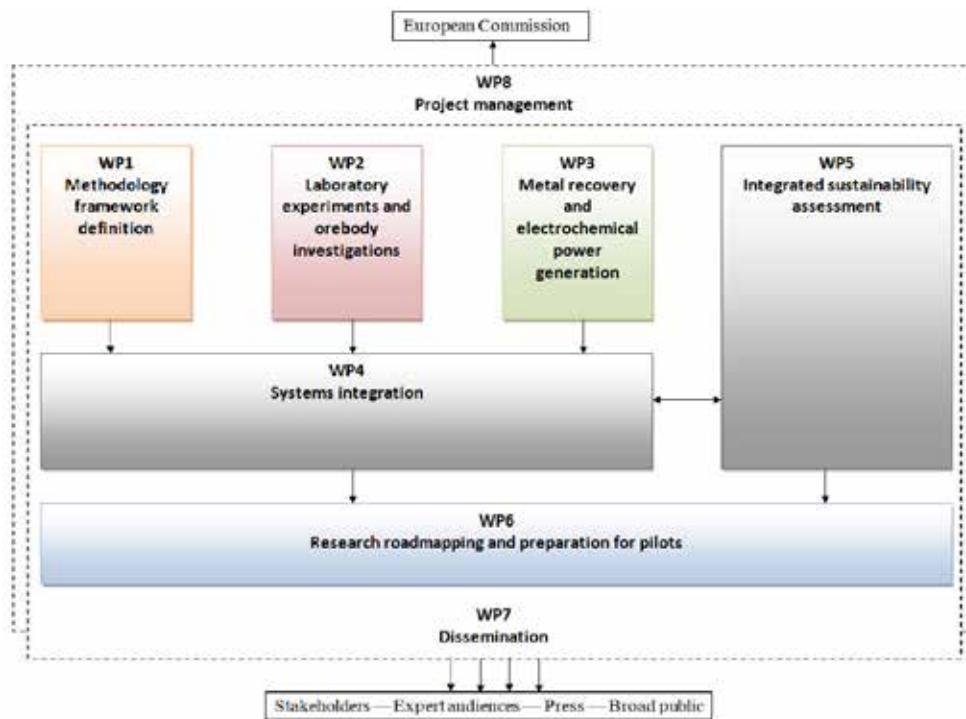 European Commission
WP8
Project management
WP1
Methodology
framework
definition
WP2
Laboratory
experiments and
orebody
investigations
WP3
Metal recovery
and
electrochemical
power
generation
WP5
Integrated sustainability
assessment
WP4
Systems integration
WP6
Research roadmapping and preparation for pilots
WP7
Dissemination
Stakeholders — Expert audiences — Press — Broad public